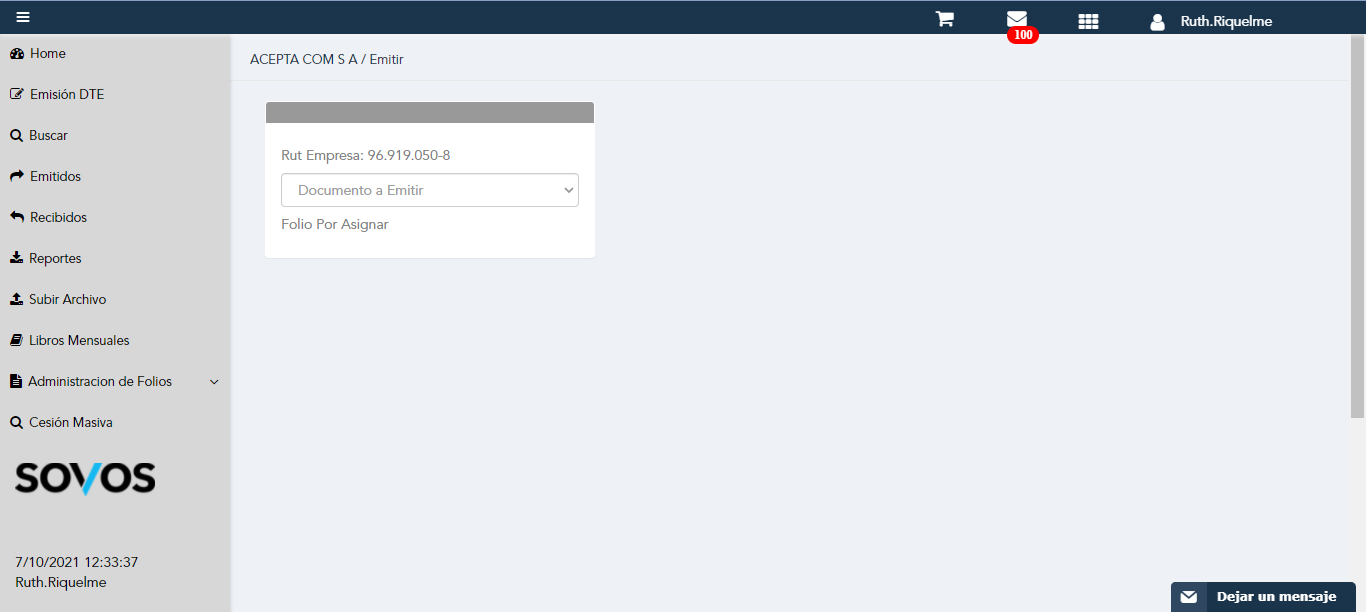 100
Ruth.Riquelme
Home
Emisión DTE
Buscar
Emitidos
Recibidos
Reportes
Subir Archivo
Libros Mensuales
Administracion de Folios
Cesión Masiva
SOVOS
7/10/2021 12:33:37
Ruth.Riquelme
ACEPTA COM S A / Emitir
Rut Empresa: 96.919.050-8
Documento a Emitir
Folio Por Asignar
Dejar un mensaje